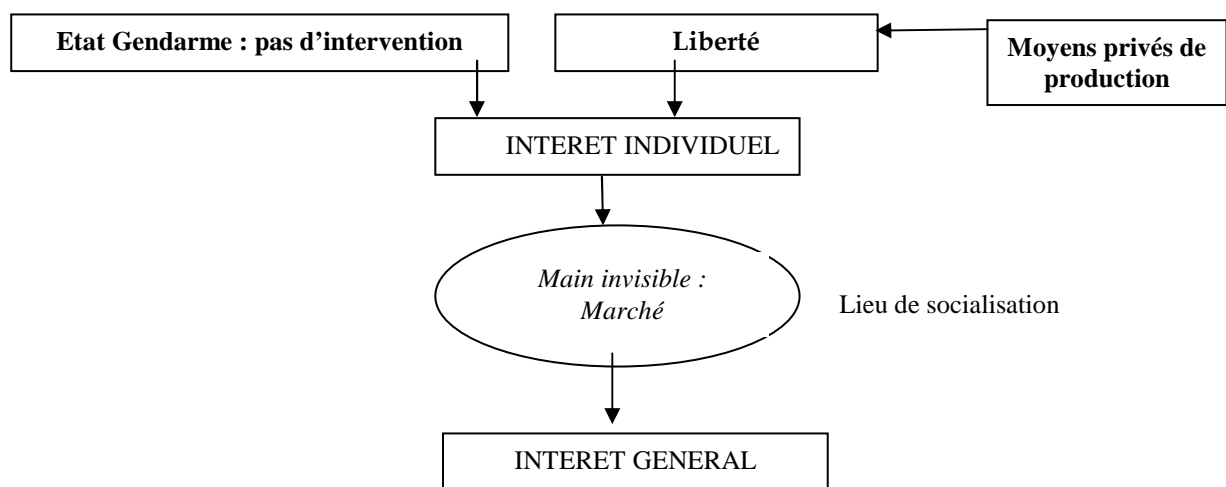 Etat Gendarme : pas d’intervention
Liberté
Moyens privés de
production
INTERET INDIVIDUEL
Main invisible :
Marché
Lieu de socialisation
INTERET GENERAL